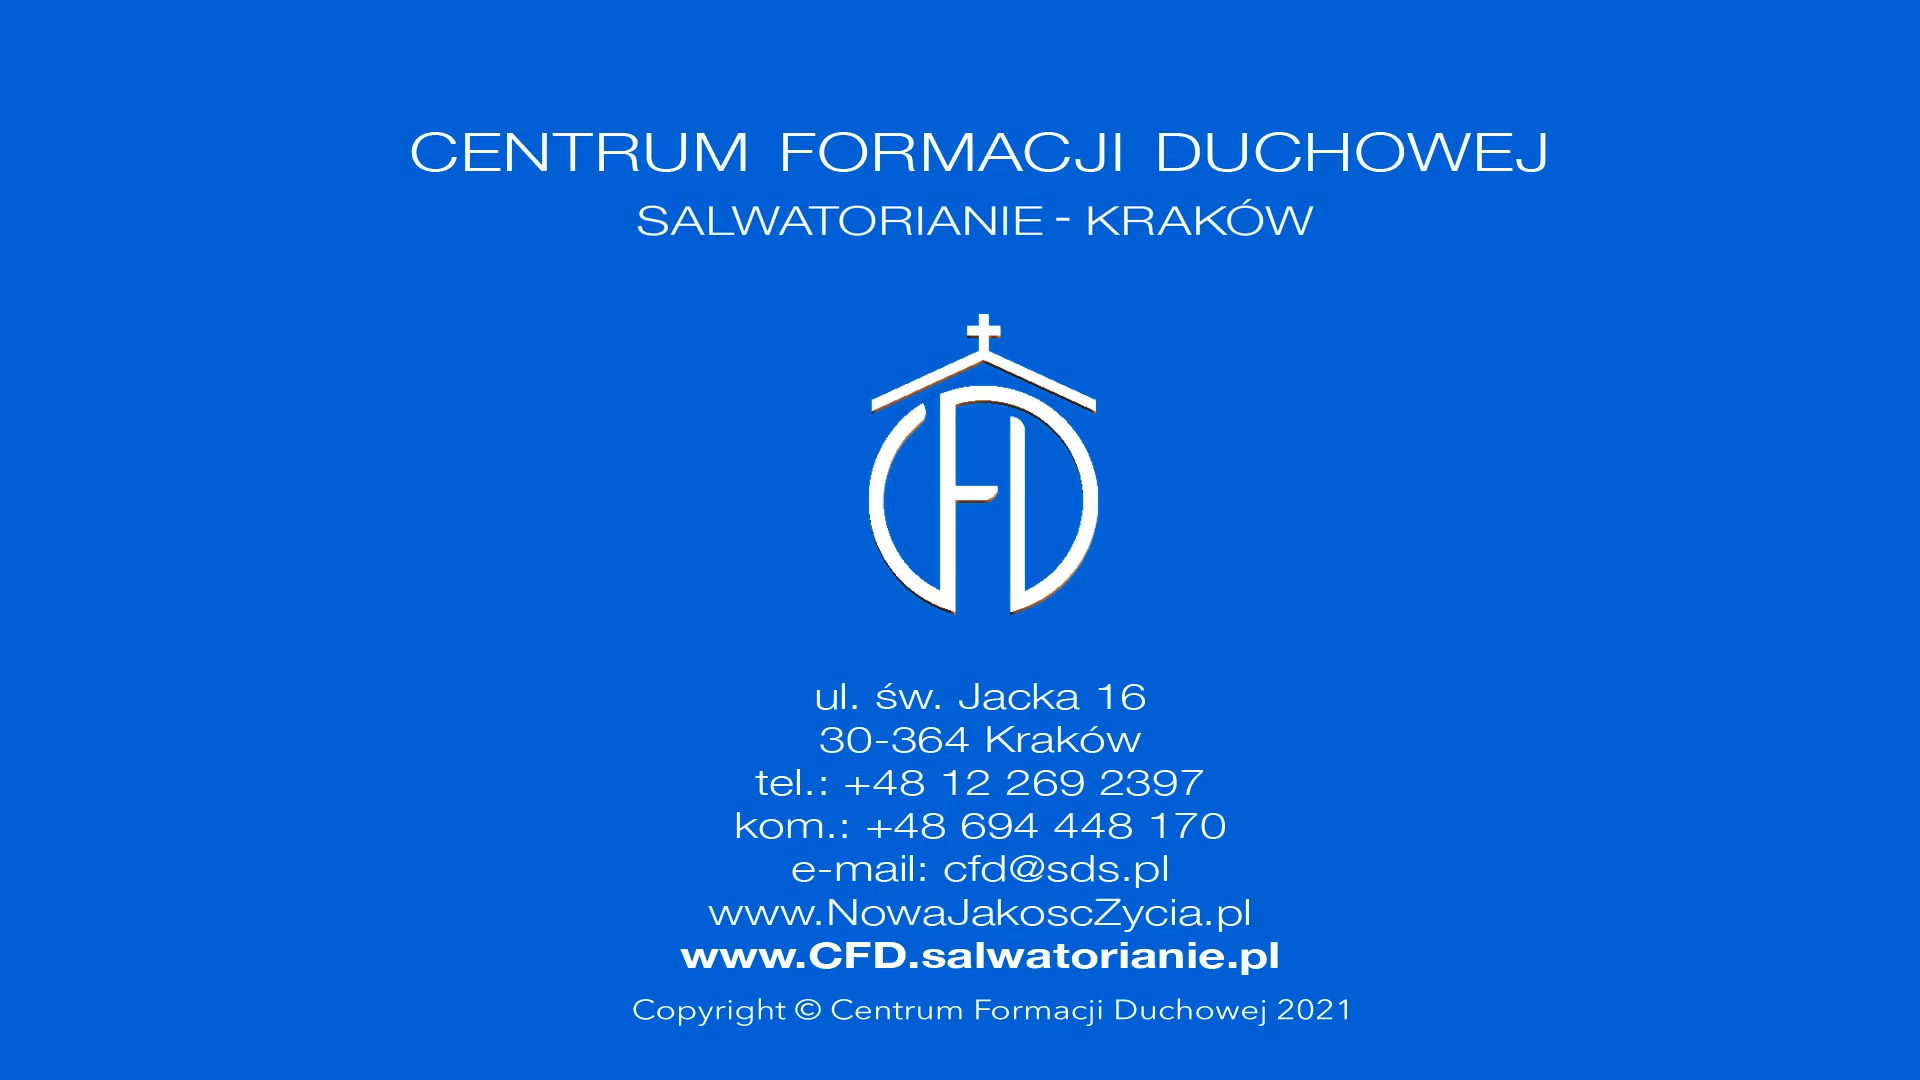 CENTRUM FORMACJI DUCHOWEJ
SALWATORIANIE - KRAKÓW
CFD
ul. św. Jacka 16
30-364 Kraków
tel.: +48 12 269 2397
kom.: +48 694 448 170
e-mail: cfd@sds.pl
www.NowaJakoscZycia.pl
www.CFD.salwatorianie.pl
Copyright © Centrum Formacji Duchowej 2021